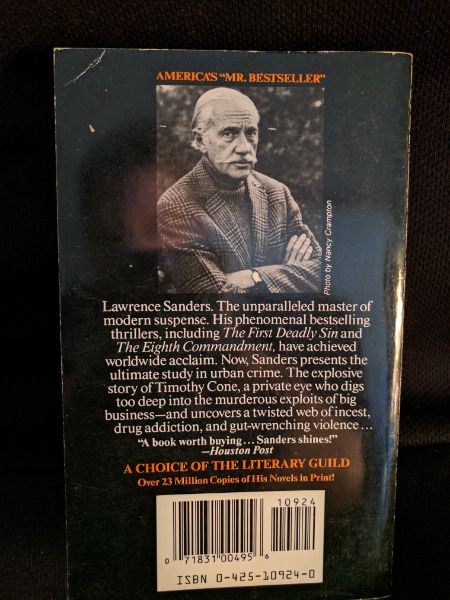 AMERICA'S "MR. BESTSELLER"
Photo by Nancy Crampton
Lawrence Sanders. The unparalleled master of
modern suspense. His phenomenal bestselling
thrillers, including The First Deadly Sin and
The Eighth Commandment, have achieved
worldwide acclaim. Now, Sanders presents the
ultimate study in urban crime. The explosive
story of Timothy Cone, a private eye who digs
too deep into the murderous exploits of big
business—and uncovers a twisted web of incest,
drug addiction, and gut-wrenching violence...
"A book worth buying... Sanders shines!"
—Houston Post
A CHOICE OF THE LITERARY GUILD
Over 23 Million Copies of His Novels in Print!
10924
0 71831 00495 6
ISBN 0-425-10924-0